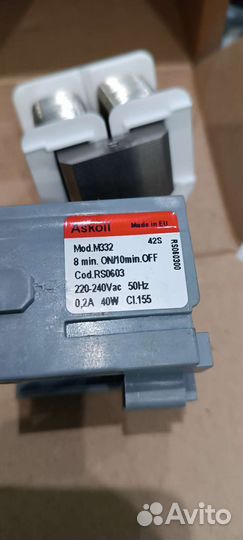 Askoll Made in EU
Mod.M332 42S
8 min. ON/10min.OFF
Cod.RS0603
220-240Vac 50Hz
0,2A 40W Cl.155
RS080300
Avito